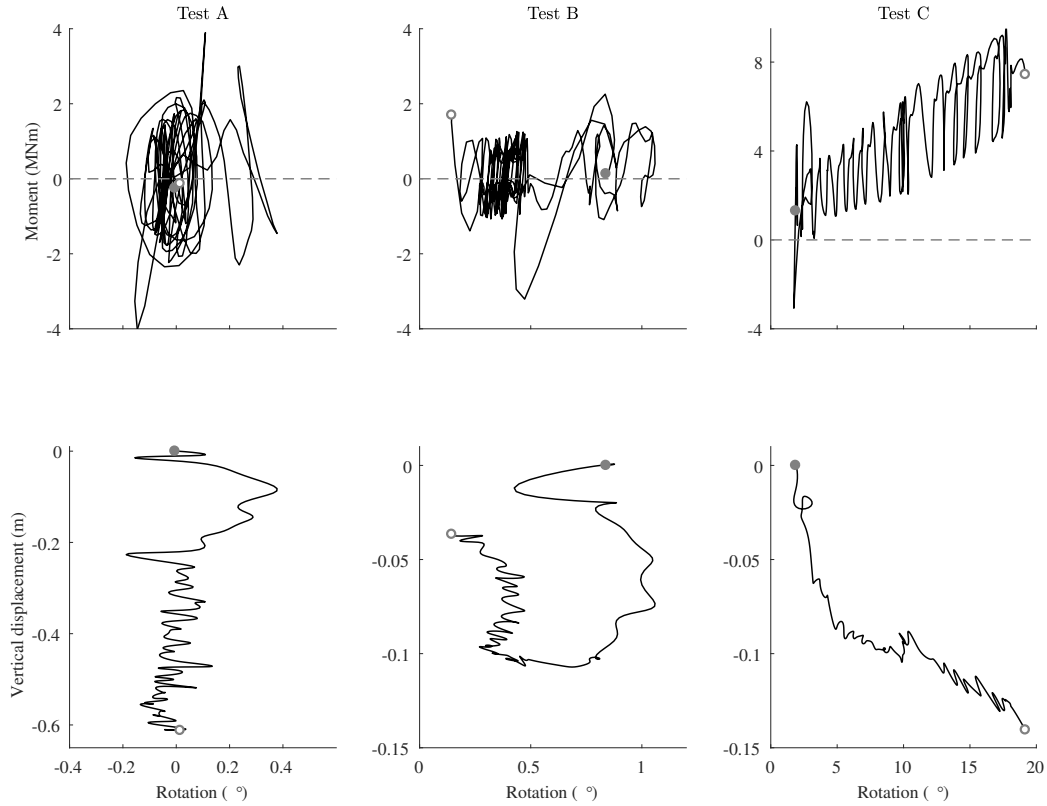 Test A
Test B
Test C
Moment (MNm)
4
2
0
-2
-4
4
2
0
-2
-4
8
4
0
-4
Vertical displacement (m)
0
-0.2
-0.4
-0.6
0
-0.05
-0.1
-0.15
0
-0.05
-0.1
-0.15
-0.4 -0.2 0 0.2 0.4
0 0.5 1
0 5 10 15 20
Rotation ( °)
Rotation ( °)
Rotation ( °)